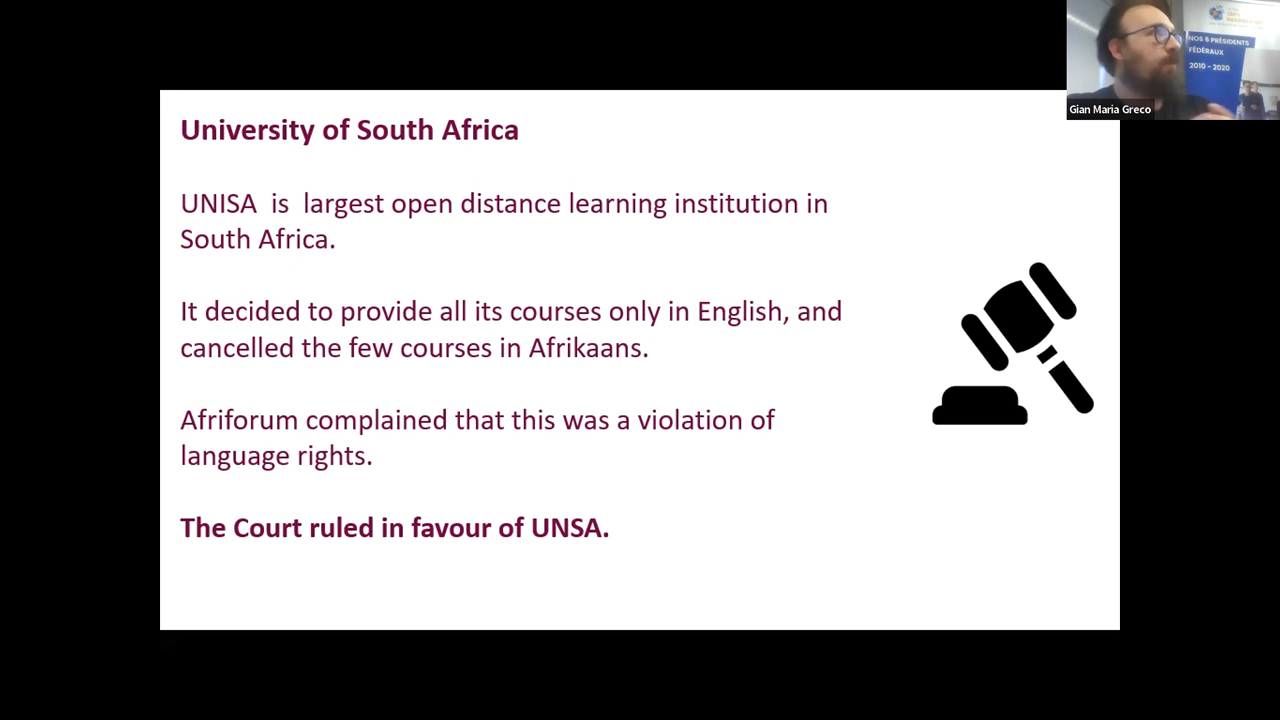 University of South Africa
UNISA is largest open distance learning institution in
South Africa.
It decided to provide all its courses only in English, and
cancelled the few courses in Afrikaans.
Afriforum complained that this was a violation of
language rights.
The Court ruled in favour of UNSA.
NOS 6 PRÉSIDENTS
FÉDÉRAUX
2010 - 2020
Gian Maria Greco